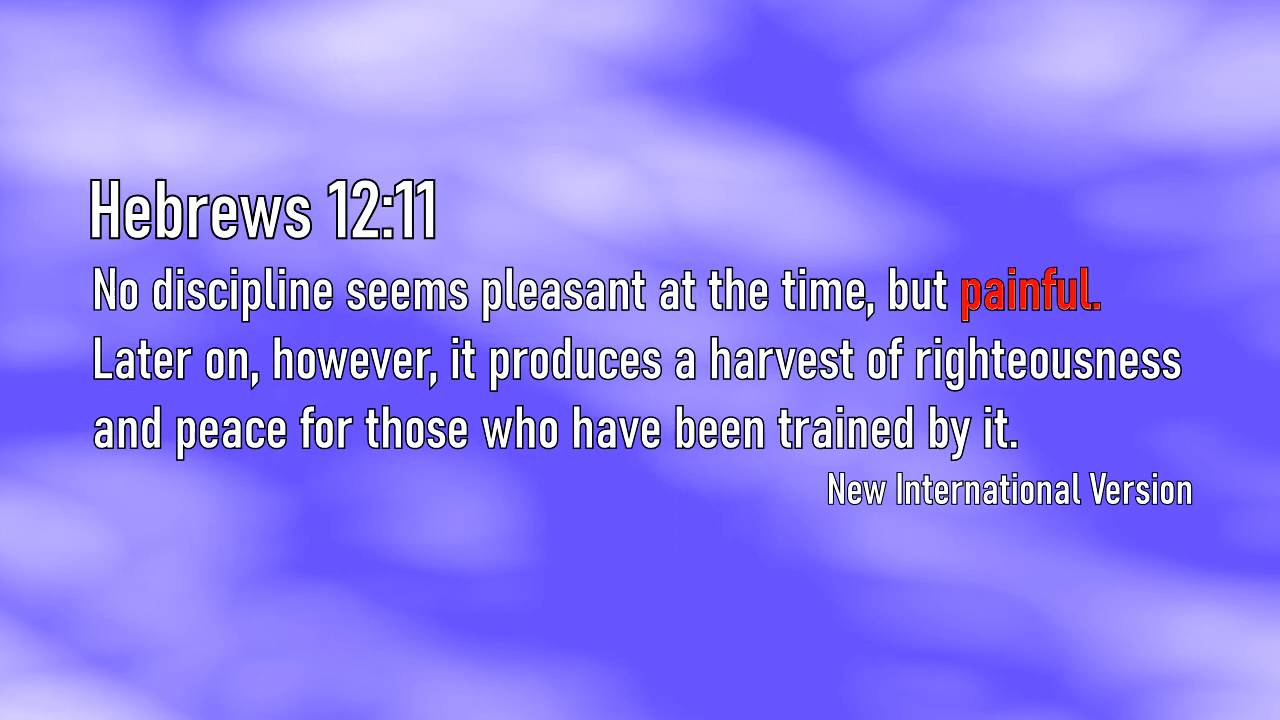 Hebrews 12:11
No discipline seems pleasant at the time, but painful.
Later on, however, it produces a harvest of righteousness
and peace for those who have been trained by it.
New International Version